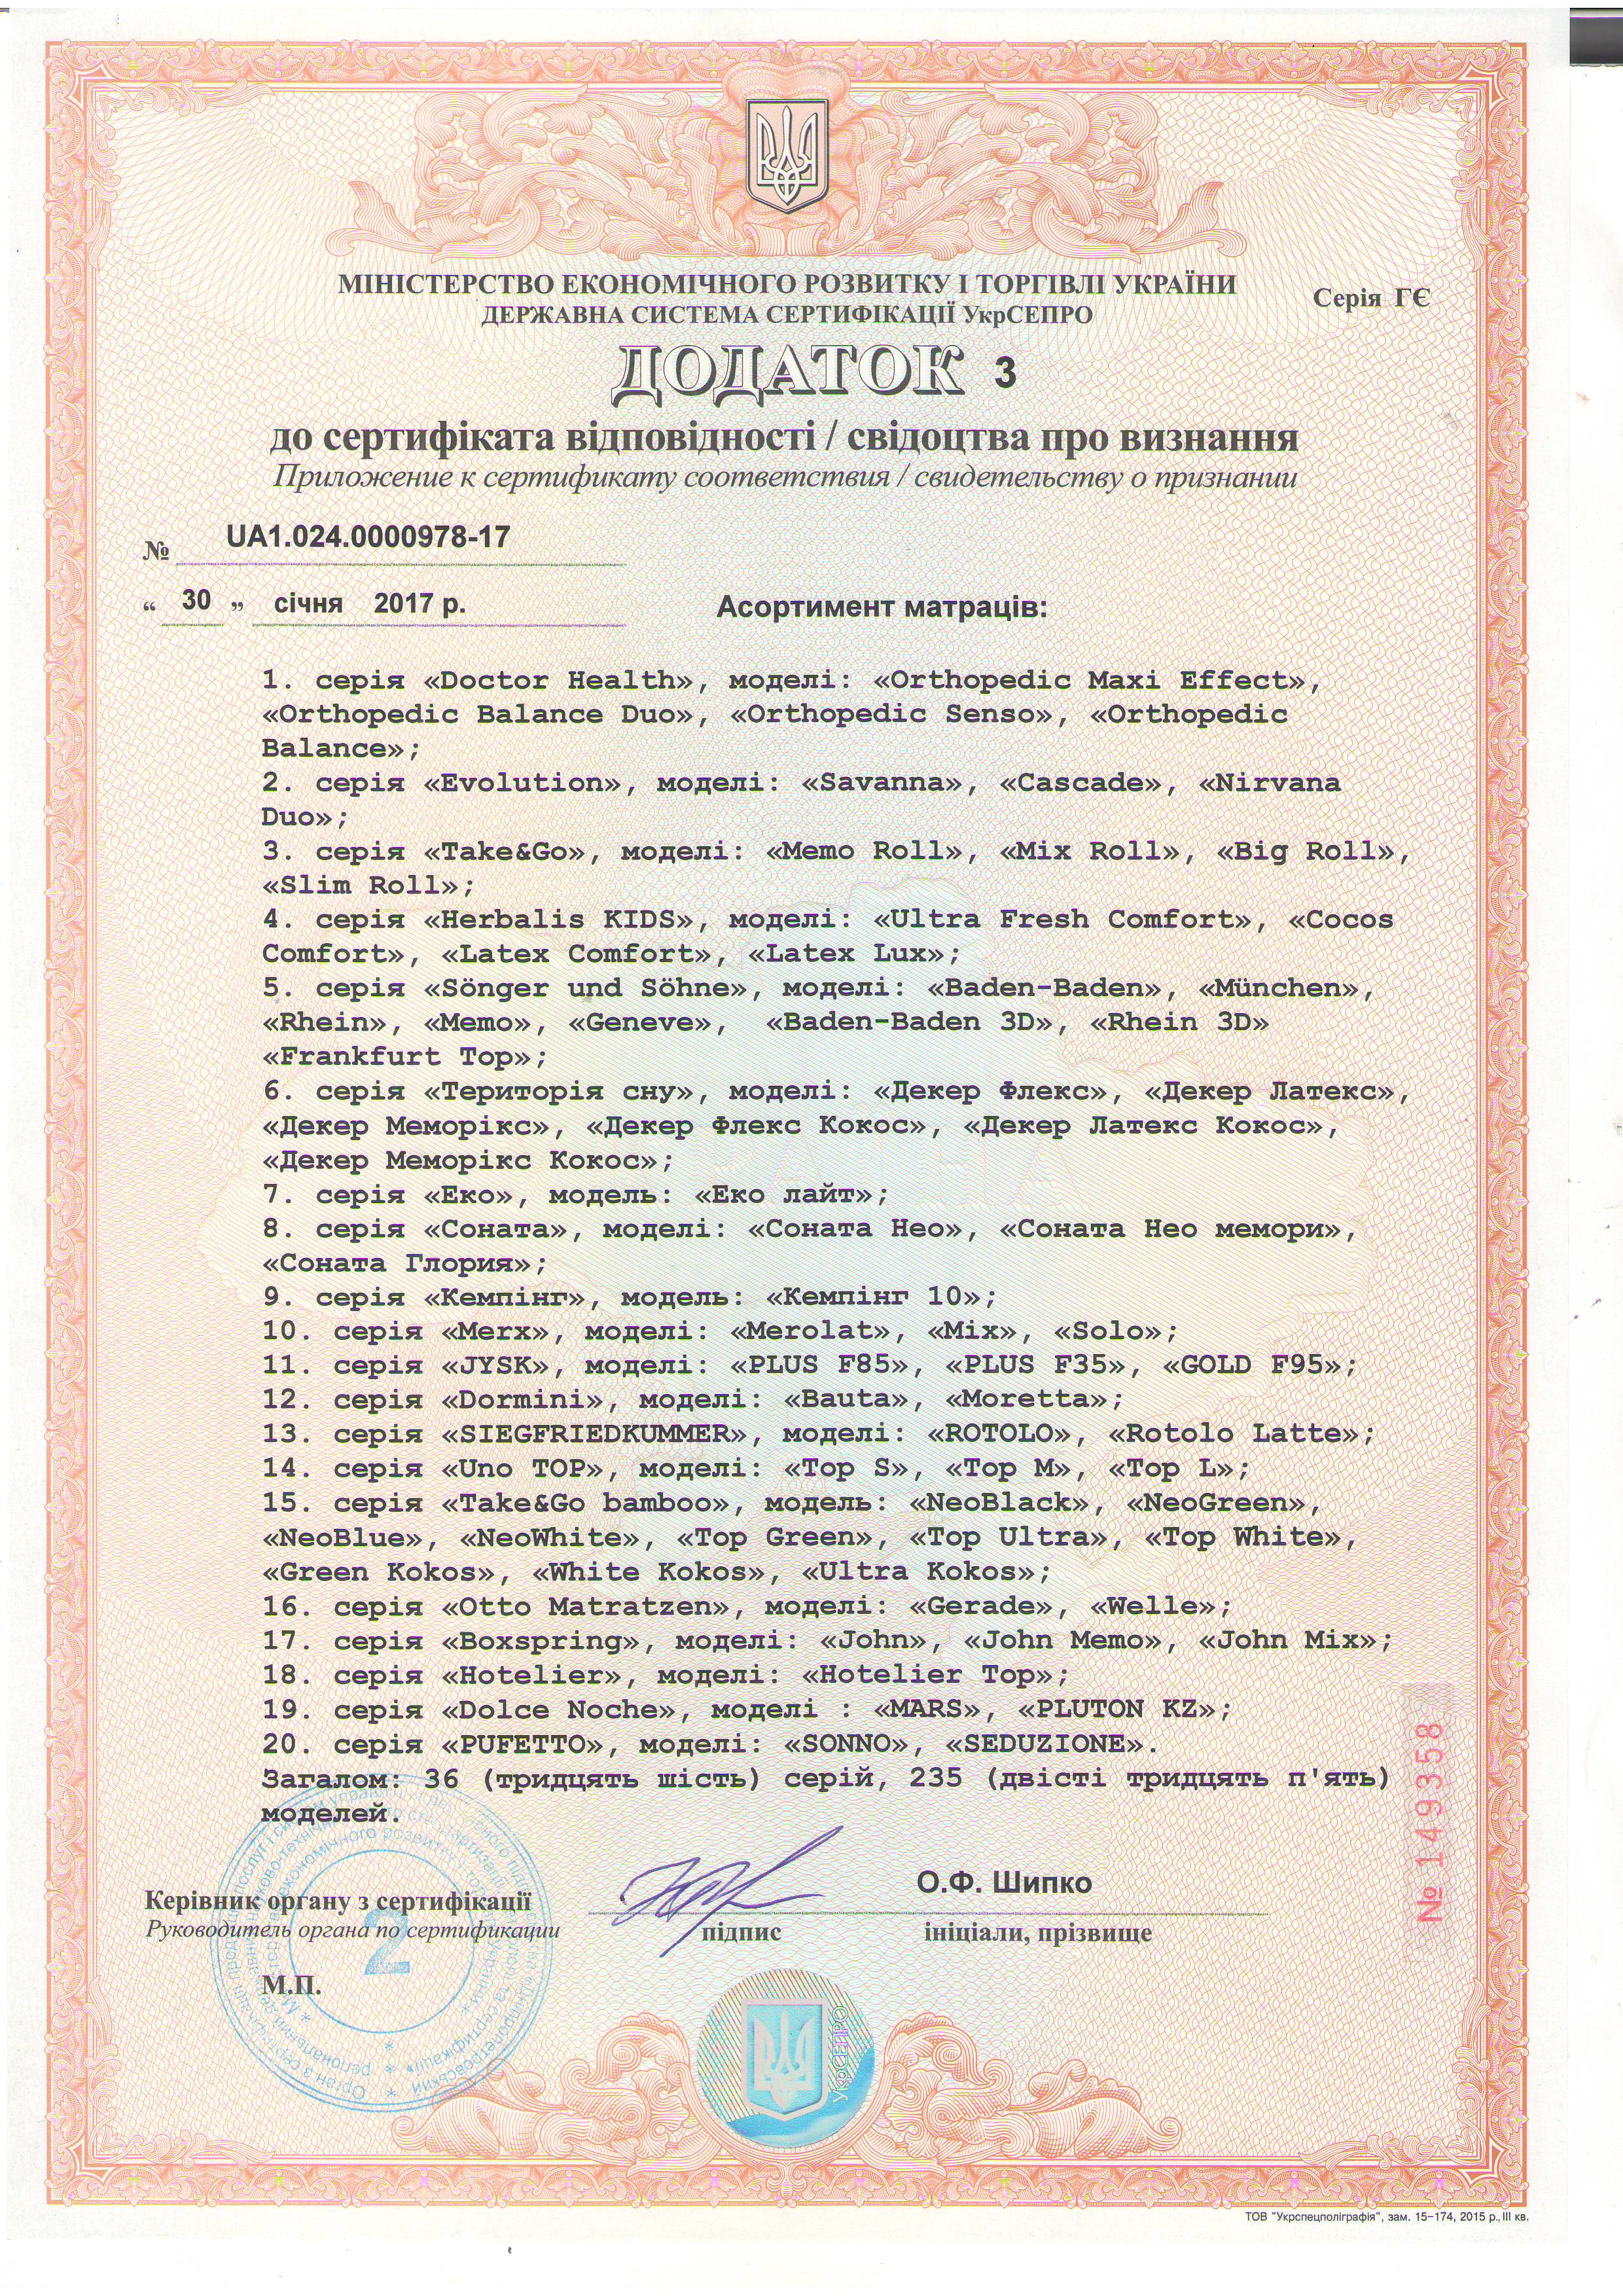 МІНІСТЕРСТВО ЕКОНОМІЧНОГО РОЗВИТКУ І ТОРГІВЛІ УКРАЇНИ
ДЕРЖАВНА СИСТЕМА СЕРТИФІКАЦІЇ УкрСЕПРО
Серія ГЄ
ДОДАТОК 3
до сертифіката відповідності / свідоцтва про визнання
Приложение к сертификату соответствия / свидетельству о признании
№ UA1.024.0000978-17
“ 30 ” січня 2017 р.
Асортимент матраців:
1. серія «Doctor Health», моделі: «Orthopedic Maxi Effect»,
«Orthopedic Balance Duo», «Orthopedic Senso», «Orthopedic
Balance»;
2. серія «Evolution», моделі: «Savanna», «Cascade», «Nirvana
Duo»;
3. серія «Take&Go», моделі: «Memo Roll», «Mix Roll», «Big Roll»,
«Slim Roll»;
4. серія «Herbalis KIDS», моделі: «Ultra Fresh Comfort», «Cocos
Comfort», «Latex Comfort», «Latex Lux»;
5. серія «Sönger und Söhne», моделі: «Baden-Baden», «München»,
«Rhein», «Memo», «Geneve», «Baden-Baden 3D», «Rhein 3D»
«Frankfurt Top»;
6. серія «Територія сну», моделі: «Декер Флекс», «Декер Латекс»,
«Декер Меморікс», «Декер Флекс Кокос», «Декер Латекс Кокос»,
«Декер Меморікс Кокос»;
7. серія «Еко», модель: «Еко лайт»;
8. серія «Соната», моделі: «Соната Нео», «Соната Нео мемори»,
«Соната Глория»;
9. серія «Кемпінг», модель: «Кемпінг 10»;
10. серія «Merx», моделі: «Merolat», «Mix», «Solo»;
11. серія «JYSK», моделі: «PLUS F85», «PLUS F35», «GOLD F95»;
12. серія «Dormini», моделі: «Bauta», «Moretta»;
13. серія «SIEGFRIEDKUMMER», моделі: «ROTOLO», «Rotolo Latte»;
14. серія «Uno TOP», моделі: «Top S», «Top M», «Top L»;
15. серія «Take&Go bamboo», модель: «NeoBlack», «NeoGreen»,
«NeoBlue», «NeoWhite», «Top Green», «Top Ultra», «Top White»,
«Green Kokos», «White Kokos», «Ultra Kokos»;
16. серія «Otto Matratzen», моделі: «Gerade», «Welle»;
17. серія «Boxspring», моделі: «John», «John Memo», «John Mix»;
18. серія «Hotelier», моделі: «Hotelier Top»;
19. серія «Dolce Noche», моделі : «MARS», «PLUTON KZ»;
20. серія «PUFETTO», моделі: «SONNO», «SEDUZIONE».
Загалом: 36 (тридцять шість) серій, 235 (двісті тридцять п'ять)
моделей.
№ 149358
О.Ф. Шипко
Керівник органу з сертифікації
Руководитель органа по сертификации
підпис
ініціали, прізвище
М.П.
2
УкрСЕПРО
ТОВ "Укрспецполіграфія", зам. 15-174, 2015 р., ІІІ кв.